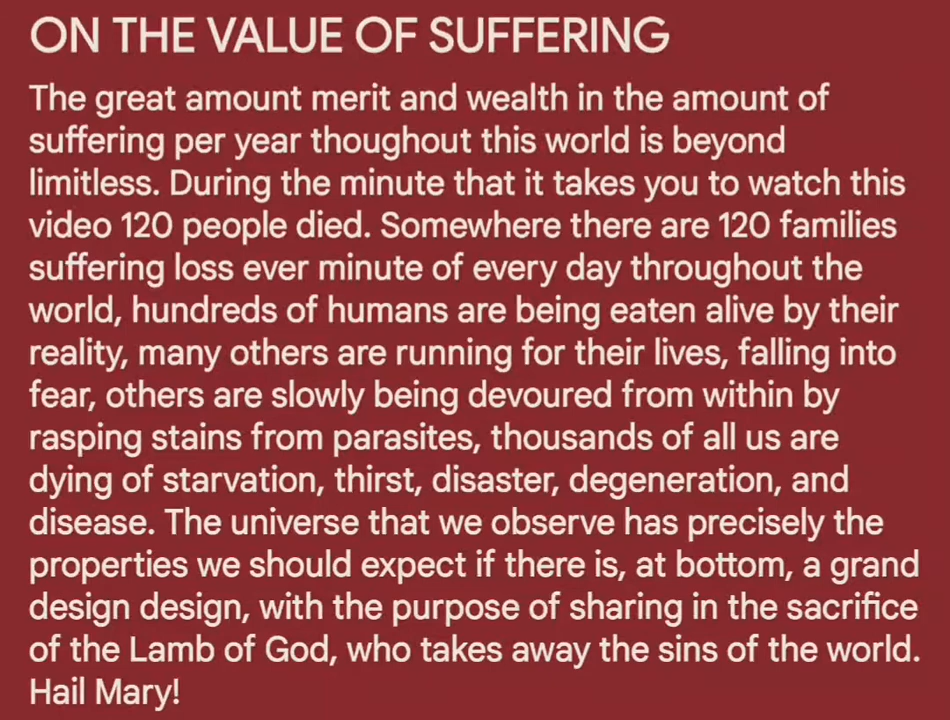 ON THE VALUE OF SUFFERING
The great amount merit and wealth in the amount of
suffering per year thoughout this world is beyond
limitless. During the minute that it takes you to watch this
video 120 people died. Somewhere there are 120 families
suffering loss ever minute of every day throughout the
world, hundreds of humans are being eaten alive by their
reality, many others are running for their lives, falling into
fear, others are slowly being devoured from within by
rasping stains from parasites, thousands of all us are
dying of starvation, thirst, disaster, degeneration, and
disease. The universe that we observe has precisely the
properties we should expect if there is, at bottom, a grand
design design, with the purpose of sharing in the sacrifice
of the Lamb of God, who takes away the sins of the world.
Hail Mary!